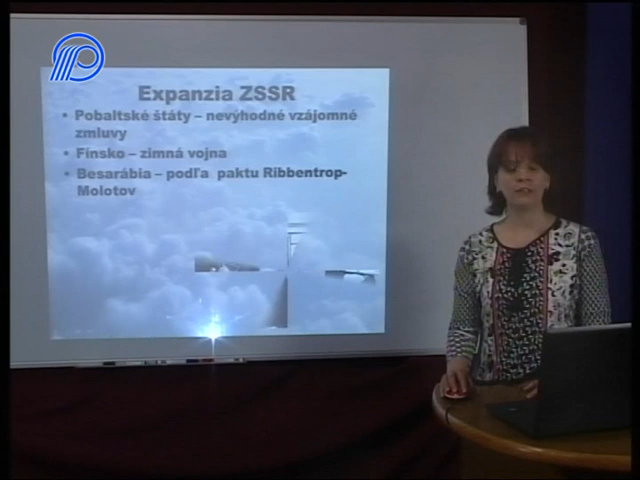 Expanzia ZSSR
• Pobaltské štáty – nevýhodné vzájomné
zmluvy
• Fínsko – zimná vojna
• Besarábia – podľa paktu Ribbentrop-
Molotov